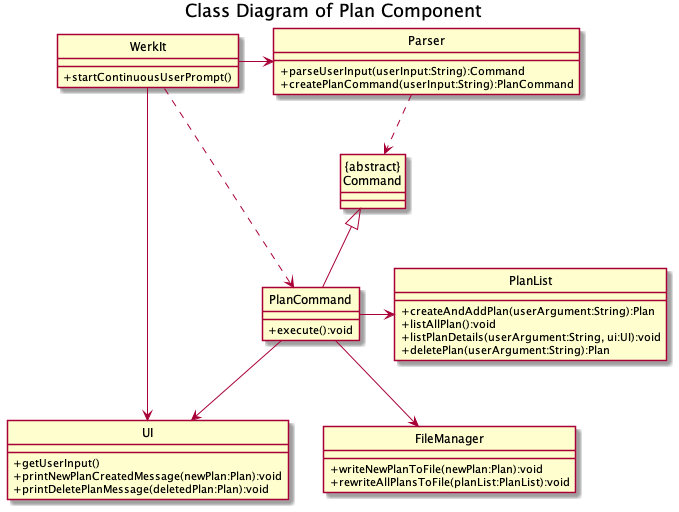 Class Diagram of Plan Component
WerkIt
+startContinuousUserPrompt()
Parser
+parseUserInput(userInput:String):Command
+createPlanCommand(userInput:String):PlanCommand
{abstract}
Command
PlanCommand
+execute():void
PlanList
+createAndAddPlan(userArgument:String):Plan
+listAllPlan():void
+listPlanDetails(userArgument:String, ui:UI):void
+deletePlan(userArgument:String):Plan
UI
+getUserInput()
+printNewPlanCreatedMessage(newPlan:Plan):void
+printDeletePlanMessage(deletedPlan:Plan):void
FileManager
+writeNewPlanToFile(newPlan:Plan):void
+rewriteAllPlansToFile(planList:PlanList):void